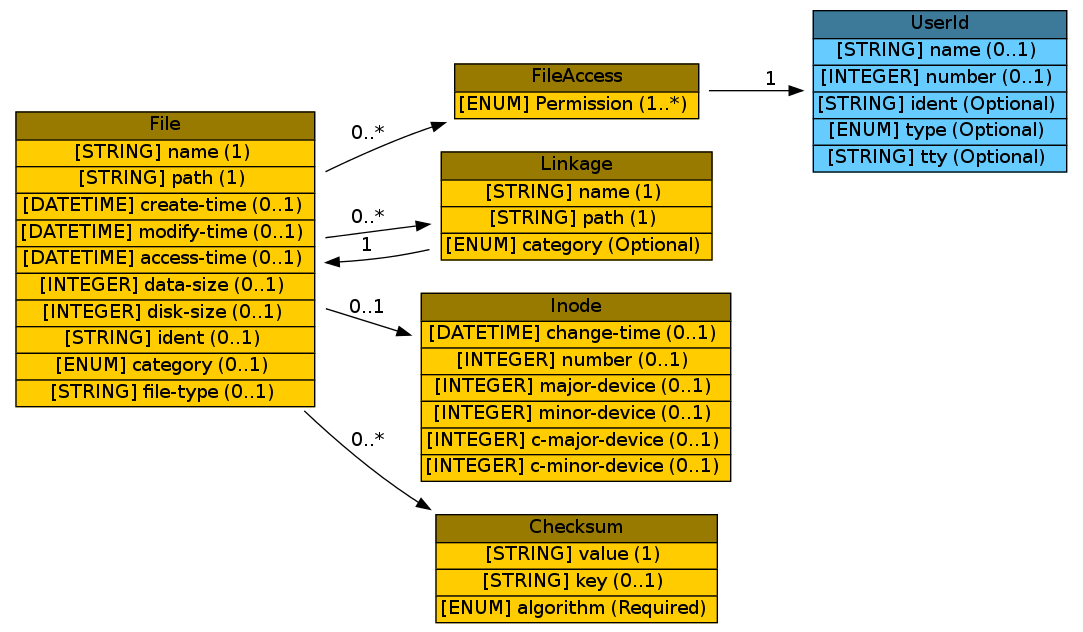 File
[STRING] name (1)
[STRING] path (1)
[DATETIME] create-time (0..1)
[DATETIME] modify-time (0..1)
[DATETIME] access-time (0..1)
[INTEGER] data-size (0..1)
[INTEGER] disk-size (0..1)
[STRING] ident (0..1)
[ENUM] category (0..1)
[STRING] file-type (0..1)
0..*
0..*
1
0..1
0..*
FileAccess
[ENUM] Permission (1..*)
1
UserId
[STRING] name (0..1)
[INTEGER] number (0..1)
[STRING] ident (Optional)
[ENUM] type (Optional)
[STRING] tty (Optional)
Linkage
[STRING] name (1)
[STRING] path (1)
[ENUM] category (Optional)
Inode
[DATETIME] change-time (0..1)
[INTEGER] number (0..1)
[INTEGER] major-device (0..1)
[INTEGER] minor-device (0..1)
[INTEGER] c-major-device (0..1)
[INTEGER] c-minor-device (0..1)
Checksum
[STRING] value (1)
[STRING] key (0..1)
[ENUM] algorithm (Required)